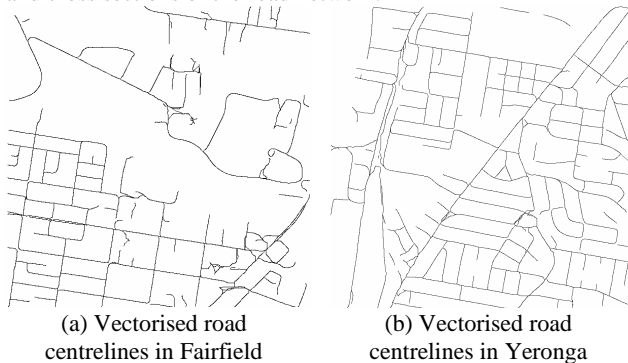 (a) Vectorised road
centrelines in Fairfield
(b) Vectorised road
centrelines in Yeronga